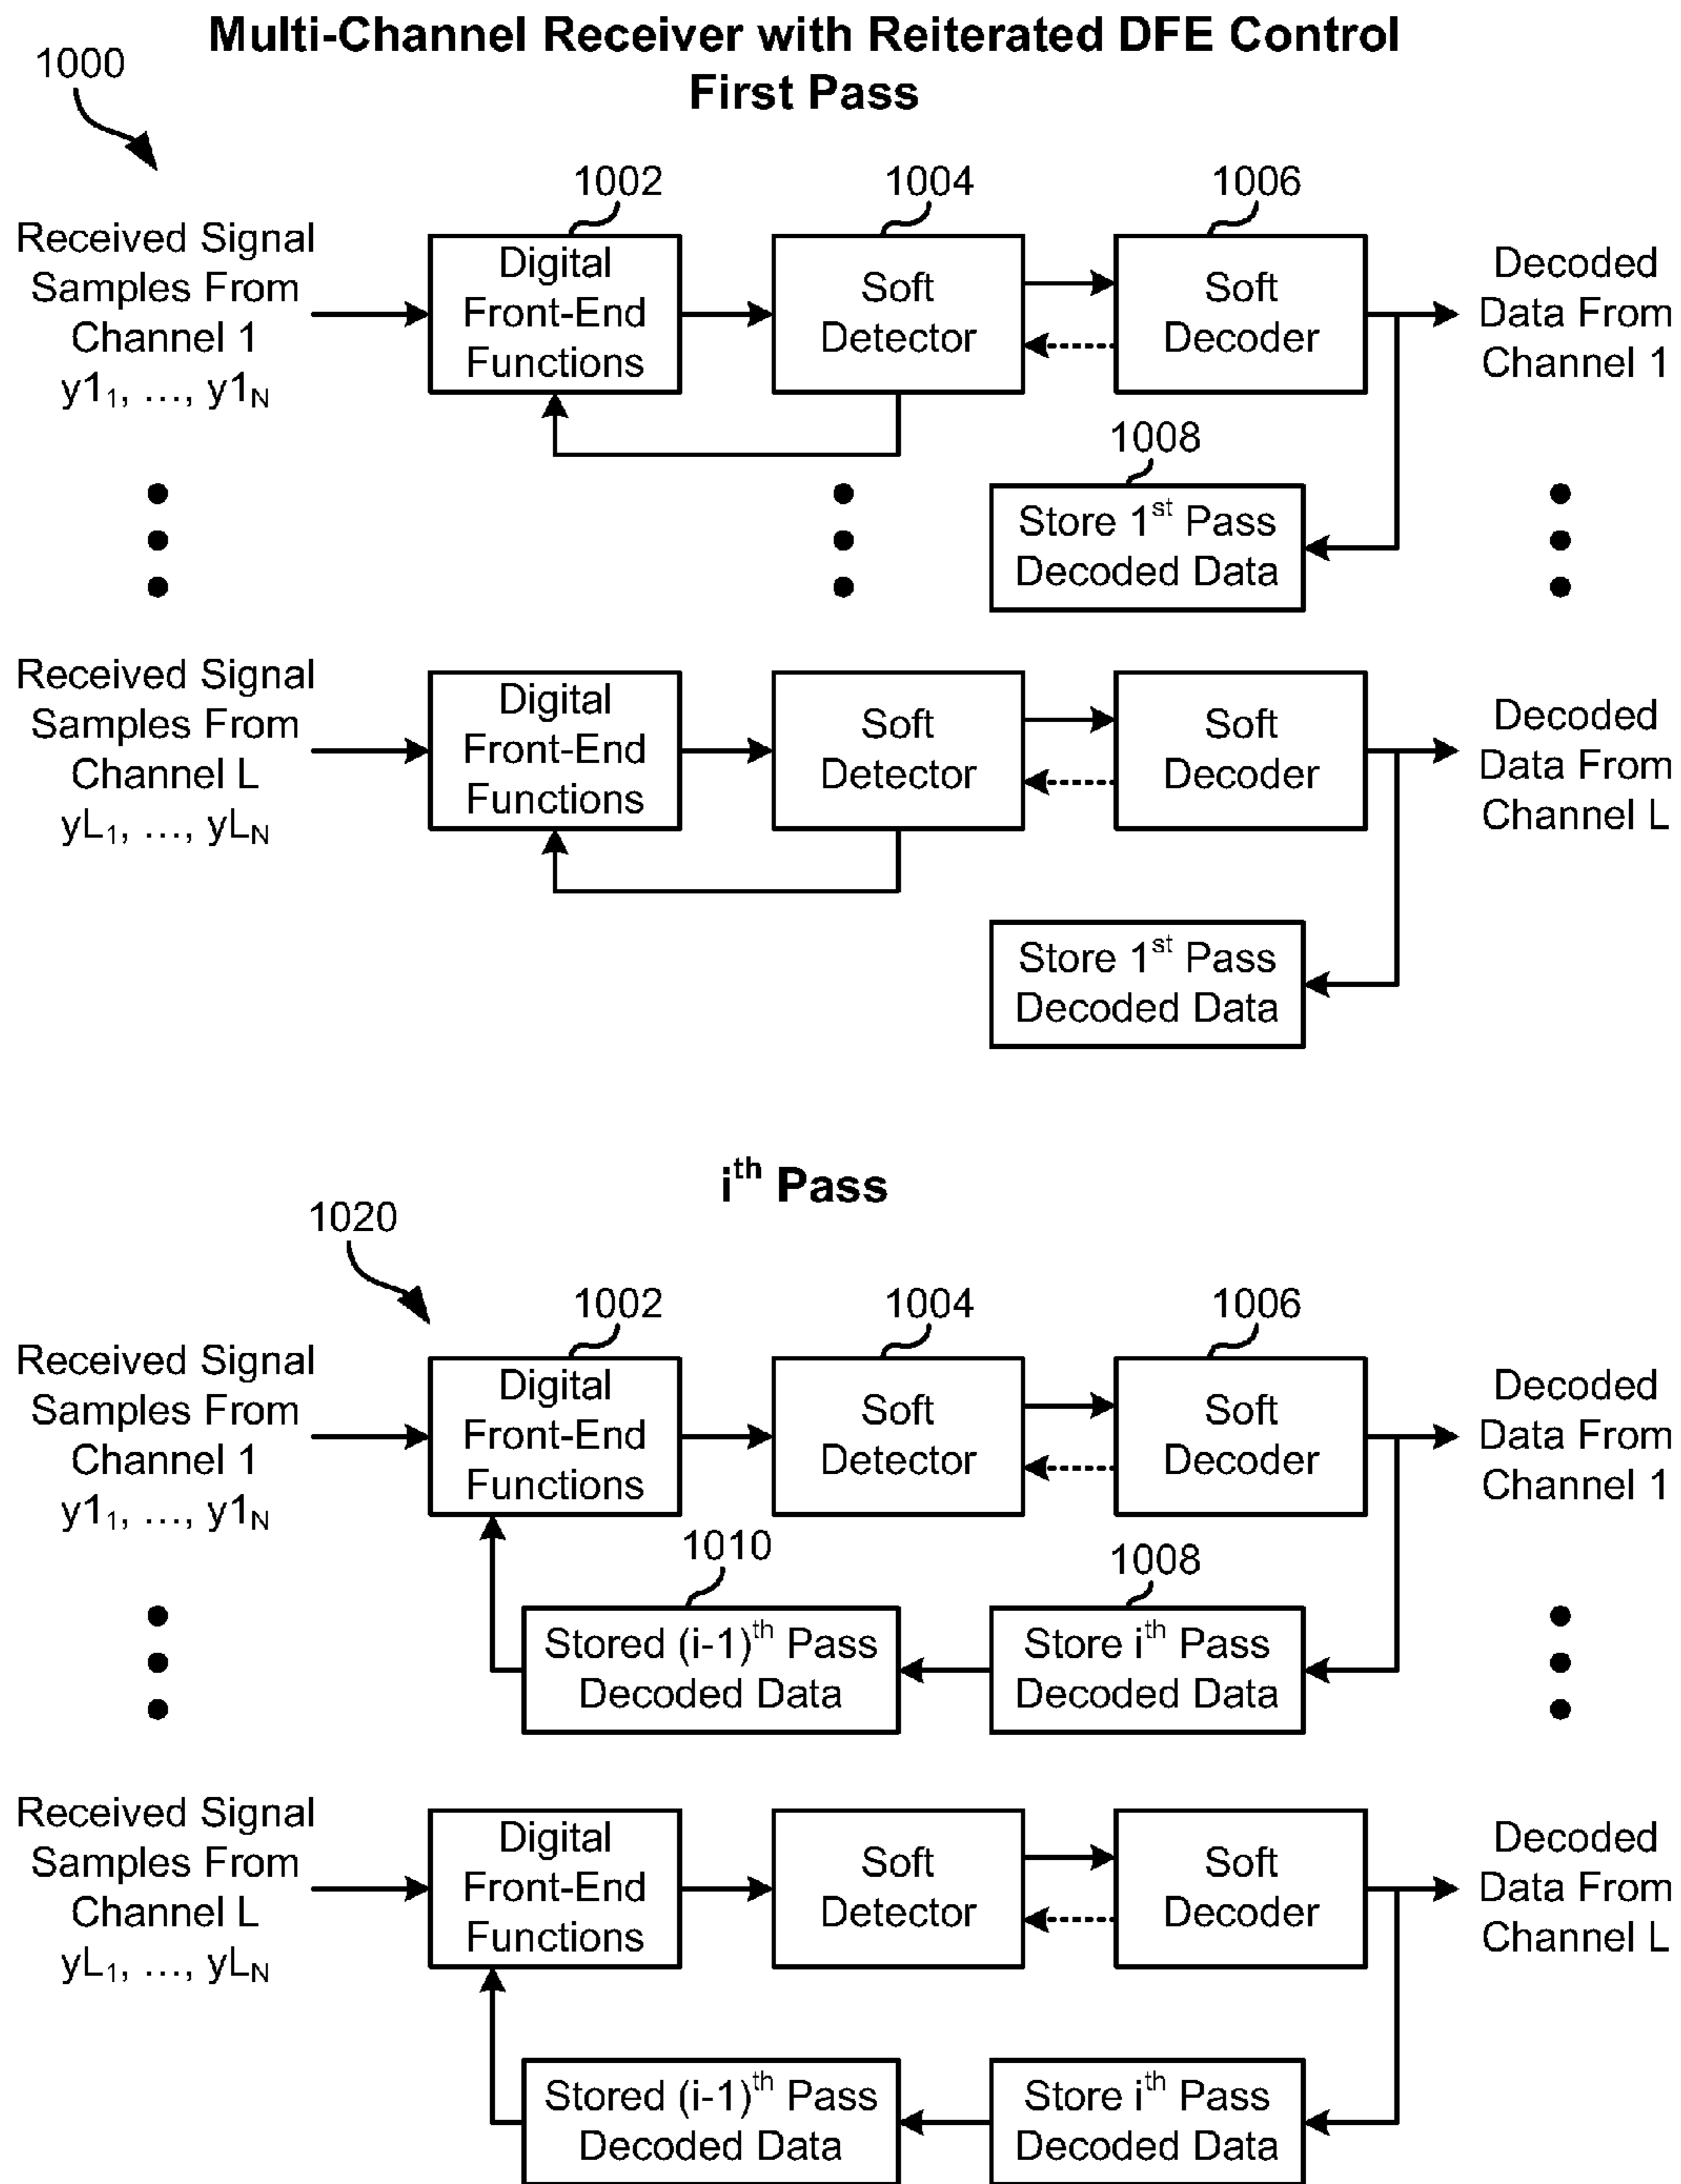 Multi-Channel Receiver with Reiterated DFE Control
First Pass
1000
1002
1004
1006
Received Signal
Samples From
Channel 1
y1₁, ..., y1ₙ
Digital
Front-End
Functions
Soft
Detector
Soft
Decoder
Decoded
Data From
Channel 1
1008
Store 1ˢᵗ Pass
Decoded Data
Received Signal
Samples From
Channel L
yL₁, ..., yLₙ
Digital
Front-End
Functions
Soft
Detector
Soft
Decoder
Decoded
Data From
Channel L
Store 1ˢᵗ Pass
Decoded Data
iᵗʰ Pass
1020
1002
1004
1006
Received Signal
Samples From
Channel 1
y1₁, ..., y1ₙ
Digital
Front-End
Functions
Soft
Detector
Soft
Decoder
Decoded
Data From
Channel 1
1010
1008
Stored (i-1)ᵗʰ Pass
Decoded Data
Store iᵗʰ Pass
Decoded Data
Received Signal
Samples From
Channel L
yL₁, ..., yLₙ
Digital
Front-End
Functions
Soft
Detector
Soft
Decoder
Decoded
Data From
Channel L
Stored (i-1)ᵗʰ Pass
Decoded Data
Store iᵗʰ Pass
Decoded Data